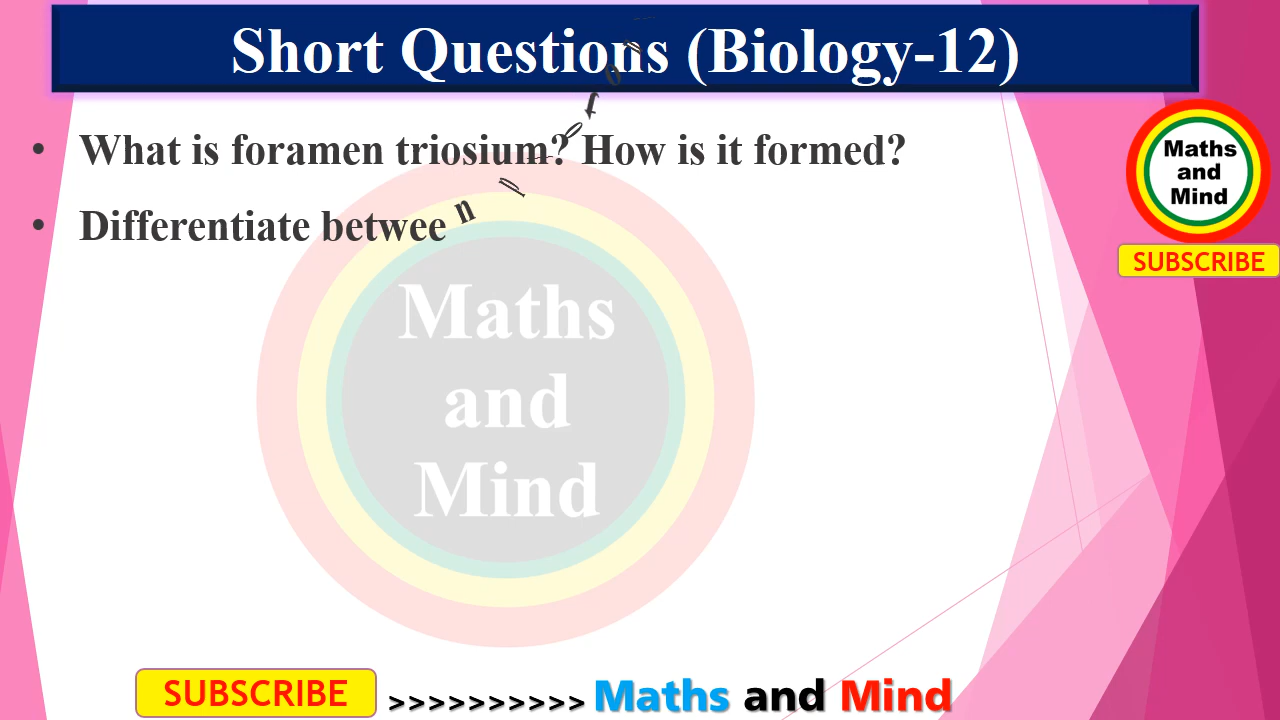 Short Questions (Biology-12)
• What is foramen triosium? How is it formed?
• Differentiate between
Maths
and
Mind
SUBSCRIBE
Maths
and
Mind
SUBSCRIBE >>>>>>>>>> Maths and Mind